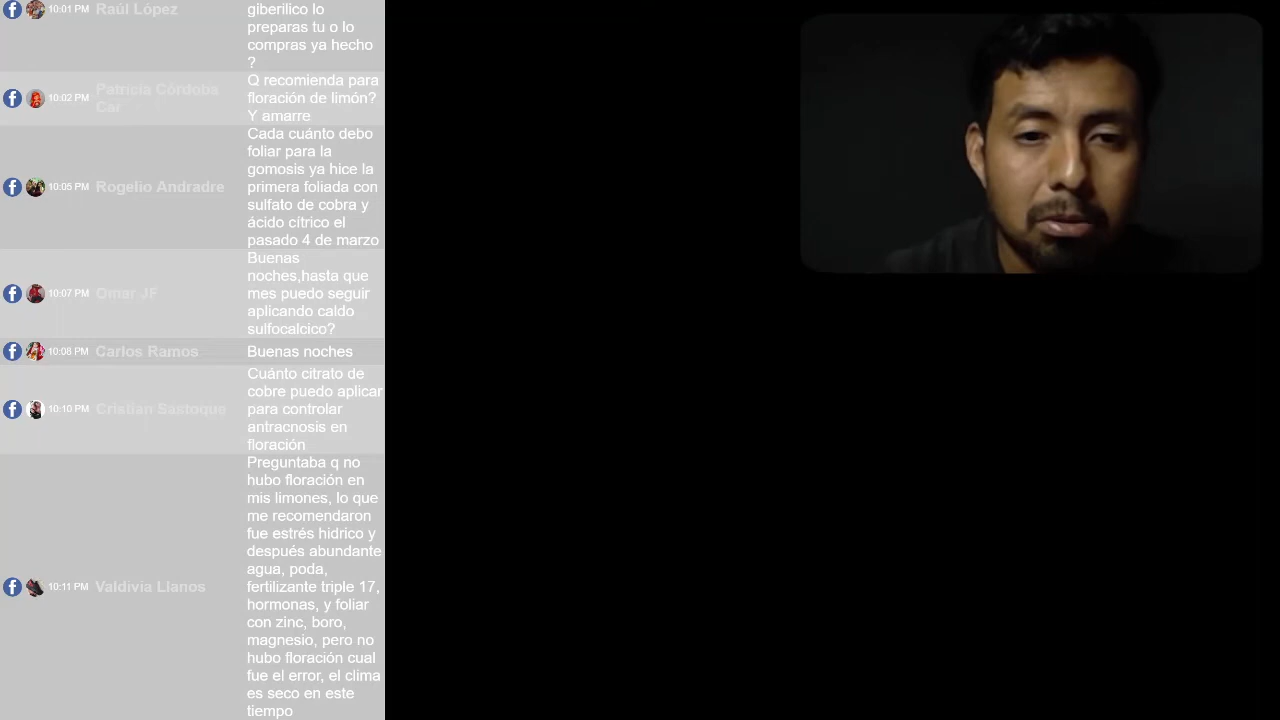 10:01 PM Raúl López
giberilico lo
preparas tu o lo
compras ya hecho
?
10:02 PM Patricia Córdoba
Car
Q recomienda para
floración de limón?
Y amarre
10:05 PM Rogelio Andradre
Cada cuánto debo
foliar para la
gomosis ya hice la
primera foliada con
sulfato de cobra y
ácido cítrico el
pasado 4 de marzo
10:07 PM Omar JF
Buenas
noches,hasta que
mes puedo seguir
aplicando caldo
sulfocalcico?
10:08 PM Carlos Ramos
Buenas noches
10:10 PM Cristian Sastoque
Cuánto citrato de
cobre puedo aplicar
para controlar
antracnosis en
floración
10:11 PM Valdivia Llanos
Preguntaba q no
hubo floración en
mis limones, lo que
me recomendaron
fue estrés hidrico y
después abundante
agua, poda,
fertilizante triple 17,
hormonas, y foliar
con zinc, boro,
magnesio, pero no
hubo floración cual
fue el error, el clima
es seco en este
tiempo